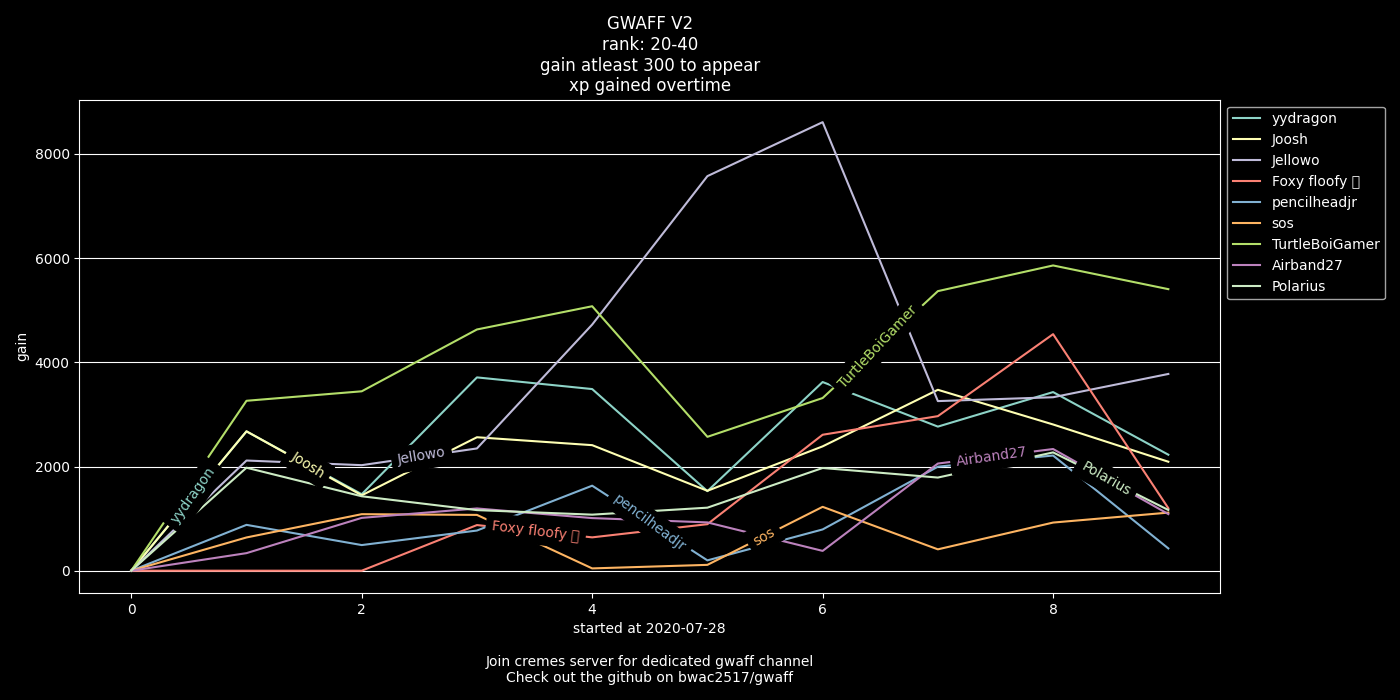 GWAFF V2
rank: 20-40
gain atleast 300 to appear
xp gained overtime
gain
8000
6000
4000
2000
0
0 2 4 6 8
yydragon
Joosh
Jellowo
Foxy floofy
pencilheadjr
sos
TurtleBoiGamer
Airband27
Polarius
yydragon
Joosh
Jellowo
Foxy floofy
pencilheadjr
sos
TurtleBoiGamer
Airband27
Polarius
started at 2020-07-28
Join cremes server for dedicated gwaff channel
Check out the github on bwac2517/gwaff